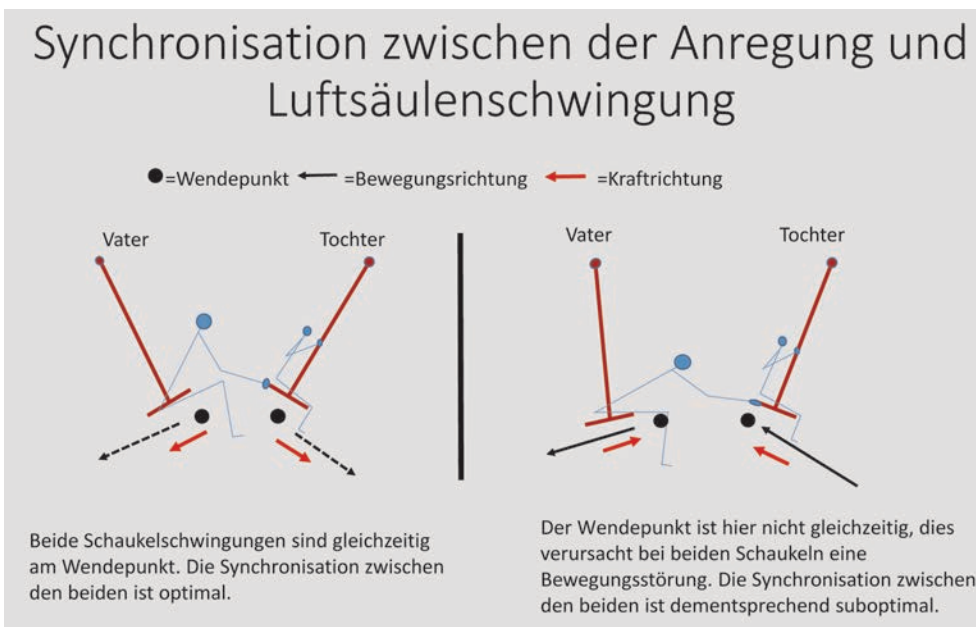 Synchronisation zwischen der Anregung und
Luftsäulenschwingung
=Wendepunkt =Bewegungsrichtung =Kraftrichtung
Vater Tochter
Vater Tochter
Beide Schaukelschwingungen sind gleichzeitig
am Wendepunkt. Die Synchronisation zwischen
den beiden ist optimal.
Der Wendepunkt ist hier nicht gleichzeitig, dies
verursacht bei beiden Schaukeln eine
Bewegungsstörung. Die Synchronisation zwischen
den beiden ist dementsprechend suboptimal.